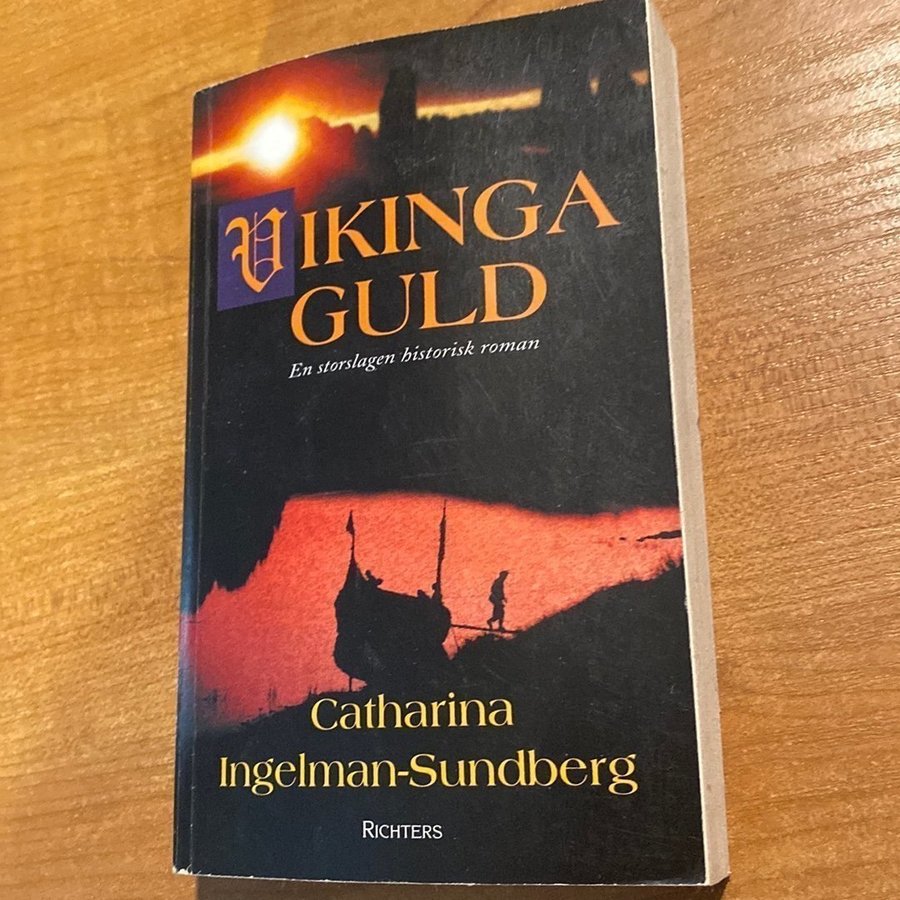 VIKINGA
GULD
En storslagen historisk roman
Catharina
Ingelman-Sundberg
RICHTERS